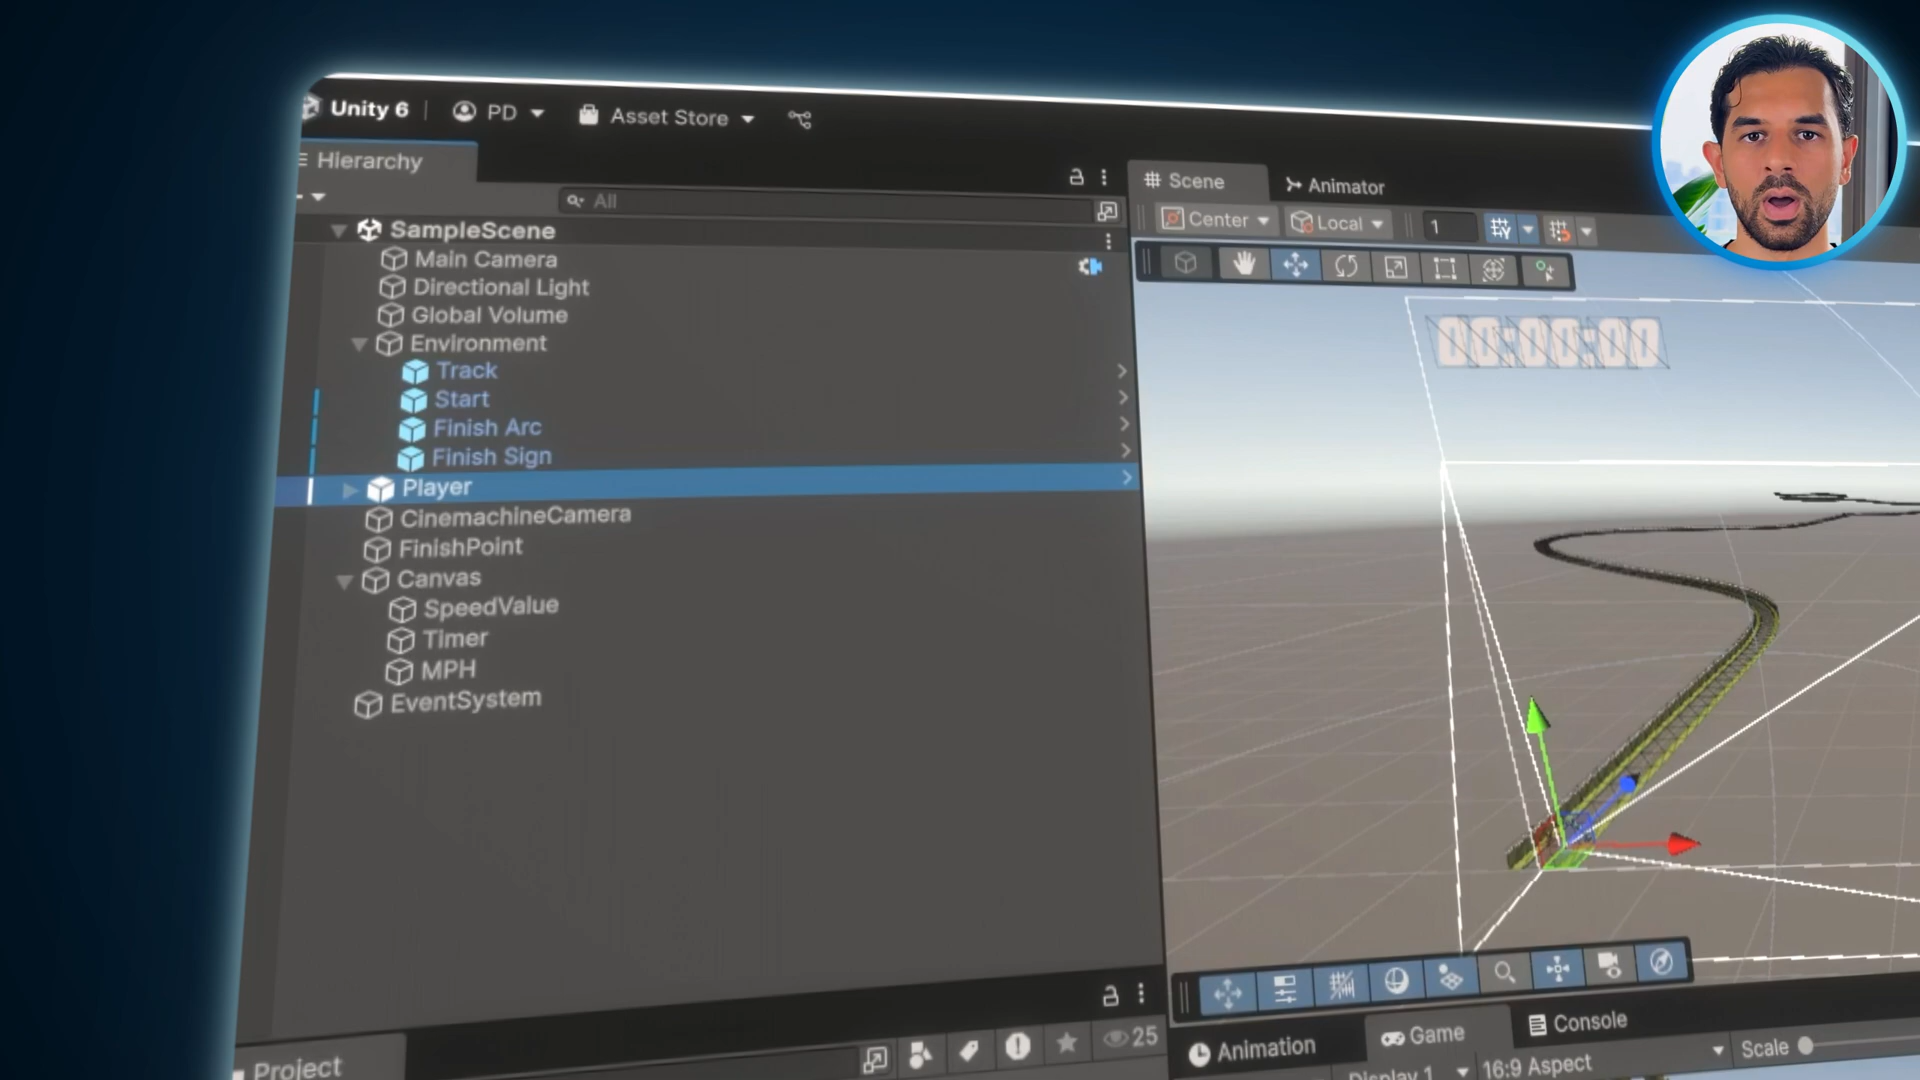 Unity 6
PD
Asset Store
Hierarchy
All
SampleScene
Main Camera
Directional Light
Global Volume
Environment
Track
Start
Finish Arc
Finish Sign
Player
CinemachineCamera
FinishPoint
Canvas
SpeedValue
Timer
MPH
EventSystem
Project
25
Scene
Animator
Center
Local
1
00:00:00
Animation
Game
Console
Display 1
16:9 Aspect
Scale